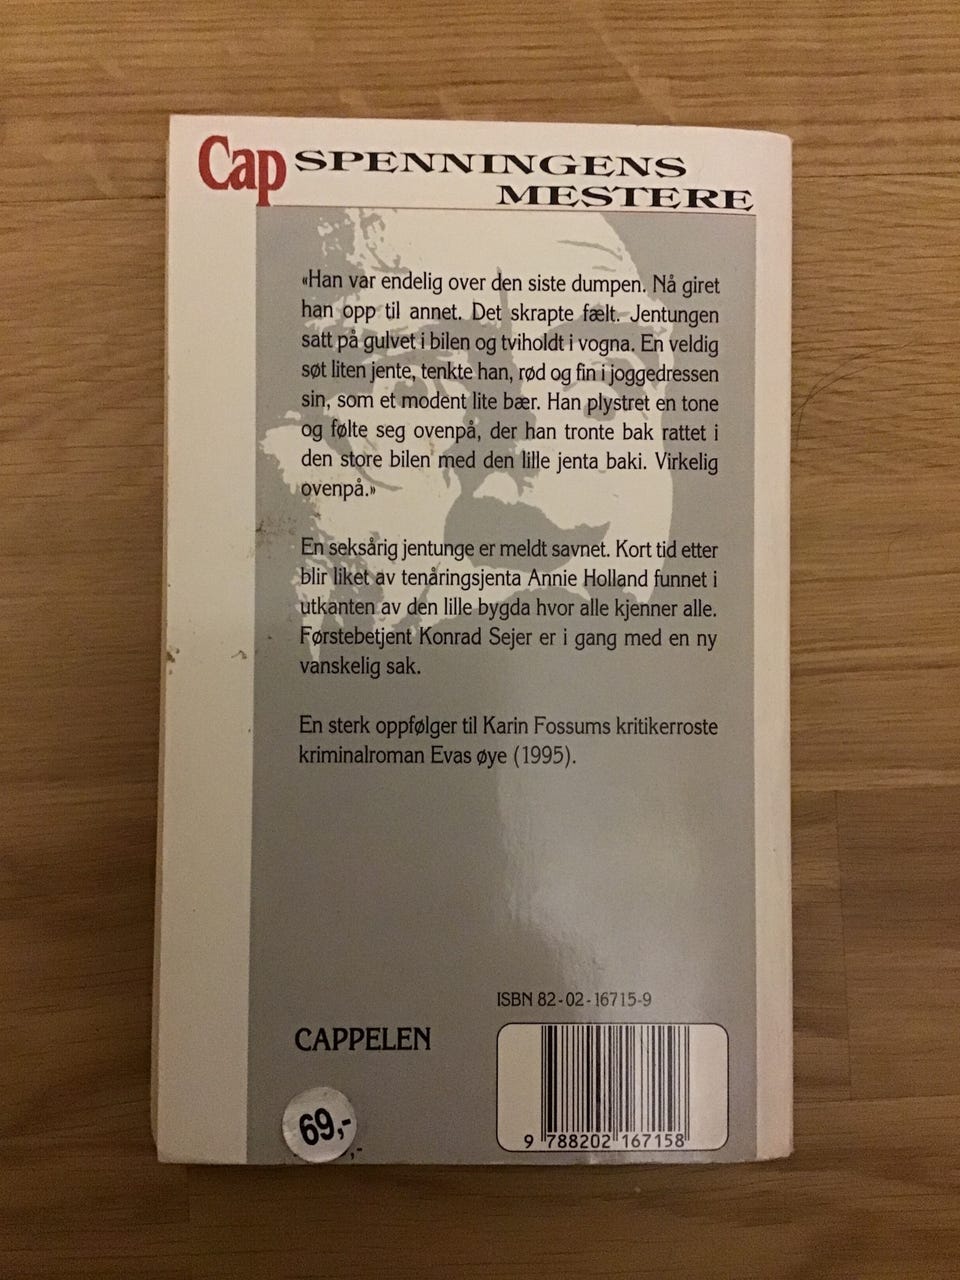 Cap SPENNINGENS
MESTERE
«Han var endelig over den siste dumpen. Nå giret
han opp til annet. Det skrapte fælt. Jentungen
satt på gulvet i bilen og tviholdt i vogna. En veldig
søt liten jente, tenkte han, rød og fin i joggedressen
sin, som et modent lite bær. Han plystret en tone
og følte seg ovenpå, der han tronte bak rattet i
den store bilen med den lille jenta baki. Virkelig
ovenpå.»
En seksårig jentunge er meldt savnet. Kort tid etter
blir liket av tenåringsjenta Annie Holland funnet i
utkanten av den lille bygda hvor alle kjenner alle.
Førstebetjent Konrad Sejer er i gang med en ny
vanskelig sak.
En sterk oppfølger til Karin Fossums kritikerroste
kriminalroman Evas øye (1995).
ISBN 82-02-16715-9
CAPPELEN
9 788202 167158
69,-
,-